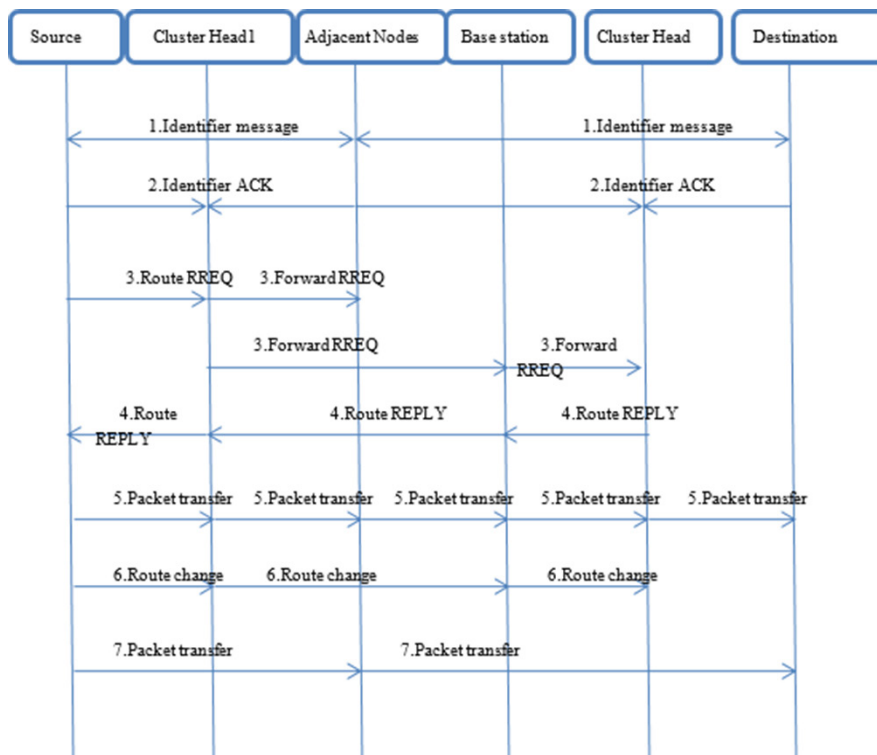 Source Cluster Head1 Adjacent Nodes Base station Cluster Head Destination
1.Identifier message 1.Identifier message
2.Identifier ACK 2.Identifier ACK
3.Route RREQ 3.Forward RREQ
3.Forward RREQ 3.Forward
RREQ
4.Route 4.Route REPLY 4.Route REPLY
REPLY
5.Packet transfer 5.Packet transfer 5.Packet transfer 5.Packet transfer 5.Packet transfer
6.Route change 6.Route change 6.Route change
7.Packet transfer 7.Packet transfer